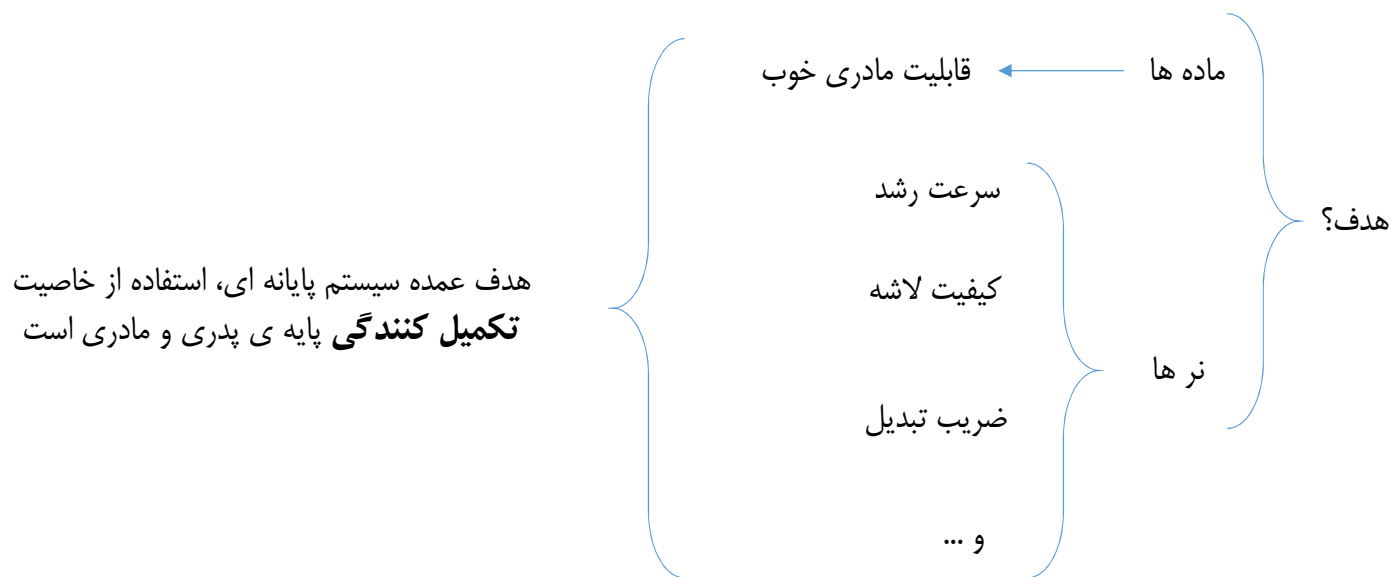 هدف؟
ماده ها
قابلیت مادری خوب
نر ها
سرعت رشد
کیفیت لاشه
ضریب تبدیل
و ...
هدف عمده سیستم پایانه ای، استفاده از خاصیت
تکمیل کنندگی پایه ی پدری و مادری است